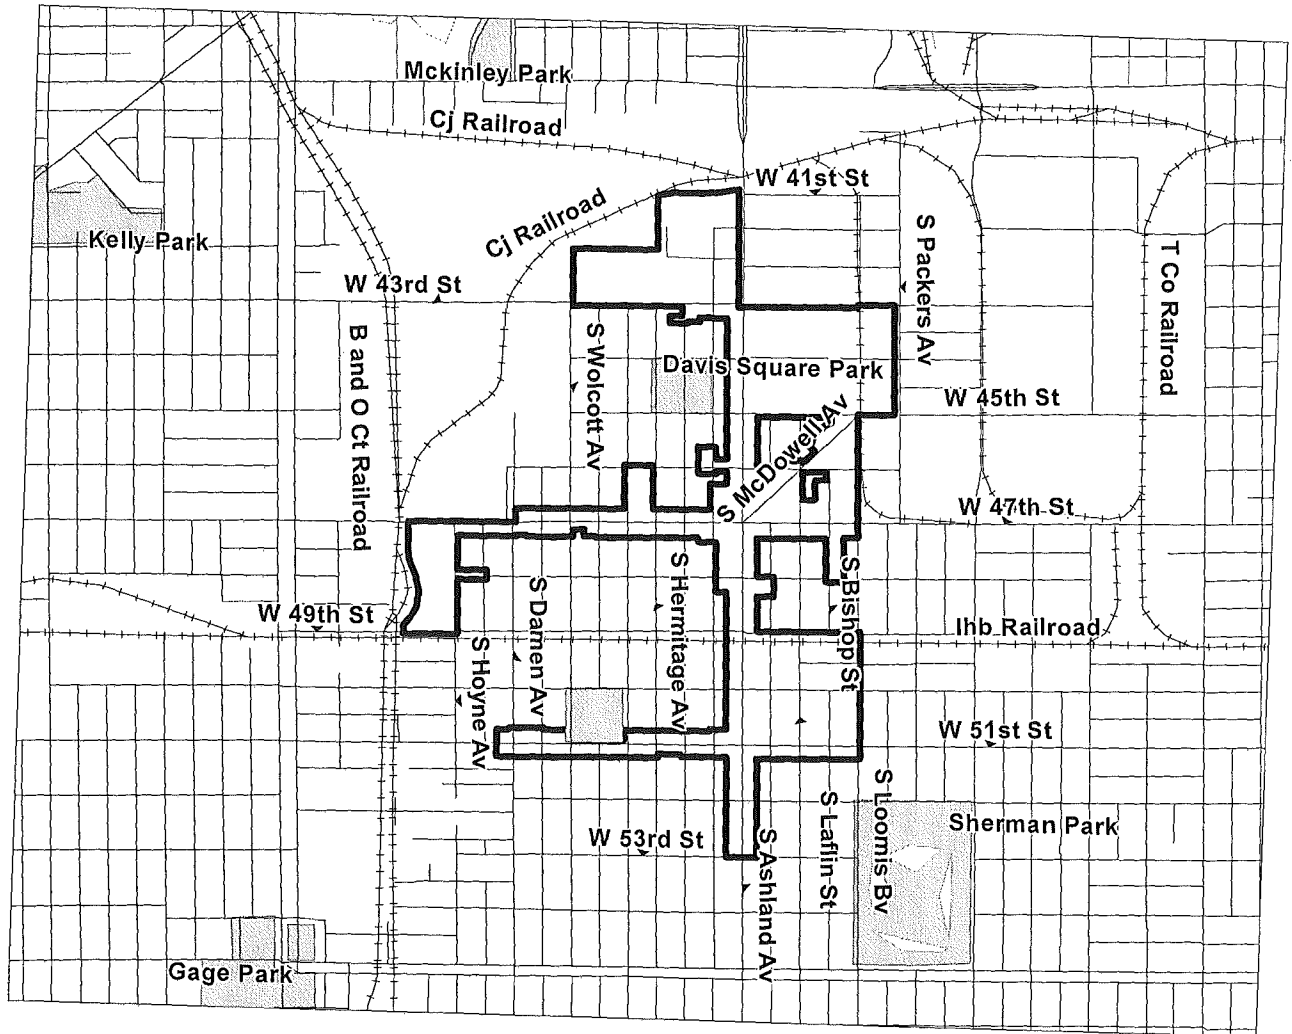 Mckinley Park
Cj Railroad
W 41st St
Cj Railroad
Kelly Park
S Packers Av
T Co Railroad
W 43rd St
B and O Ct Railroad
S Wolcott Av
Davis Square Park
W 45th St
S McDowell Av
W 47th St
S Hermitage Av
S Bishop St
S Damen Av
W 49th St
Ihb Railroad
S Hoyne Av
W 51st St
S Loomis Bv
S Laflin St
Sherman Park
W 53rd St
S Ashland Av
Gage Park